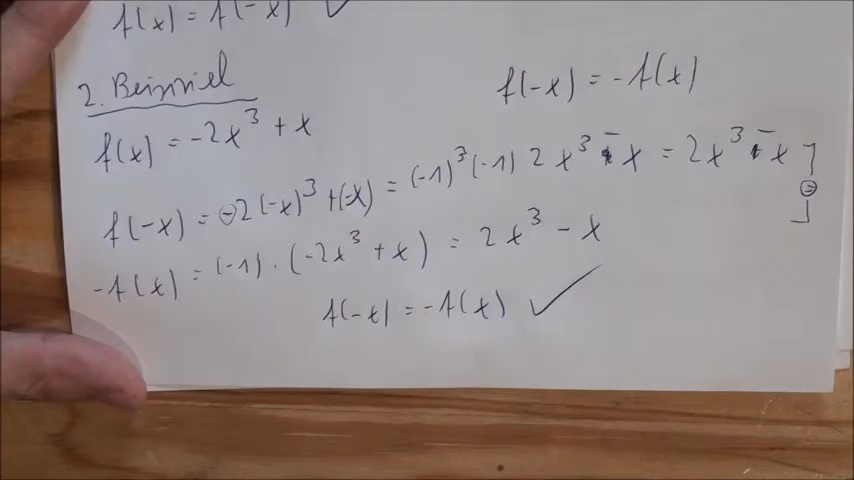 f(x) = f(-x) ✓
2. Beispiel
f(-x) = -f(x)
f(x) = -2x³ + x
f(-x) = ⊖2(-x)³ + (-x) = (-1)³(-1) 2x³ - x = 2x³ - x
=
-f(x) = (-1) · (-2x³ + x) = 2x³ - x
f(-x) = -f(x) ✓